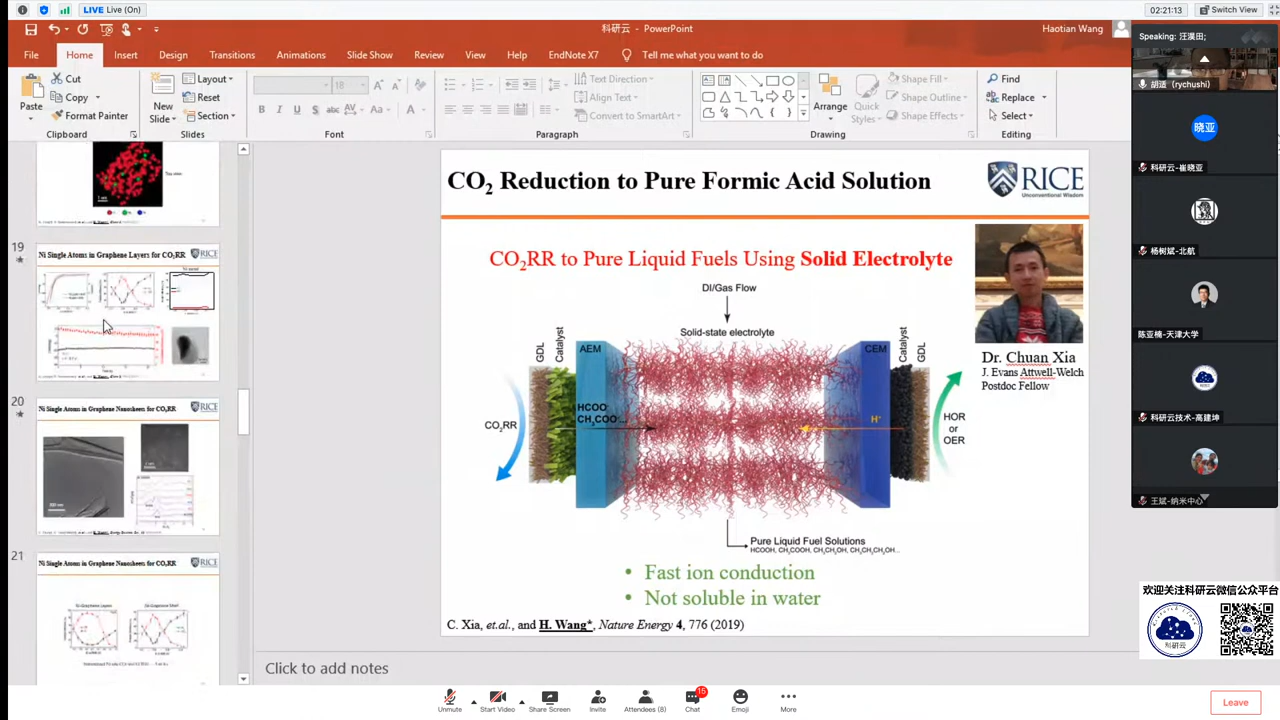 LIVE Live (On)
02:21:13
Switch View
科研云 - PowerPoint
Haotian Wang
File
Home
Insert
Design
Transitions
Animations
Slide Show
Review
View
Help
EndNote X7
Tell me what you want to do
Paste
Cut
Copy
Format Painter
Clipboard
New
Slide
Layout
Reset
Section
Slides
18
B
I
U
S
abc
AV
Aa
A
Font
Text Direction
Align Text
Convert to SmartArt
Paragraph
Arrange
Quick
Styles
Shape Fill
Shape Outline
Shape Effects
Drawing
Find
Replace
Select
Editing
Speaking: 汪淏田;
胡适（rychushi）
晓亚
科研云-崔晓亚
杨树斌-北航
陈亚楠-天津大学
科研云技术-高建坤
王斌-纳米中心
19
Ni Single Atoms in Graphene Layers for CO₂RR
RICE
20
Ni Single Atoms in Graphene Nanosheets for CO₂RR
RICE
21
Ni Single Atoms in Graphene Nanosheets for CO₂RR
RICE
CO₂ Reduction to Pure Formic Acid Solution
RICE
Unconventional Wisdom
CO₂RR to Pure Liquid Fuels Using Solid Electrolyte
DI/Gas Flow
Solid-state electrolyte
GDL
Catalyst
AEM
CEM
Catalyst
GDL
HCOO⁻
CH₃COO⁻...
H⁺
CO₂RR
HOR
or
OER
Pure Liquid Fuel Solutions
HCOOH, CH₃COOH, CH₃CH₂OH, CH₃CH₂CH₂OH...
Dr. Chuan Xia
J. Evans Attwell-Welch
Postdoc Fellow
• Fast ion conduction
• Not soluble in water
C. Xia, et.al., and H. Wang*, Nature Energy 4, 776 (2019)
Click to add notes
欢迎关注科研云微信公众平台
科研云
Unmute
Start Video
Share Screen
Invite
Attendees (8)
15
Chat
Emoji
More
Leave